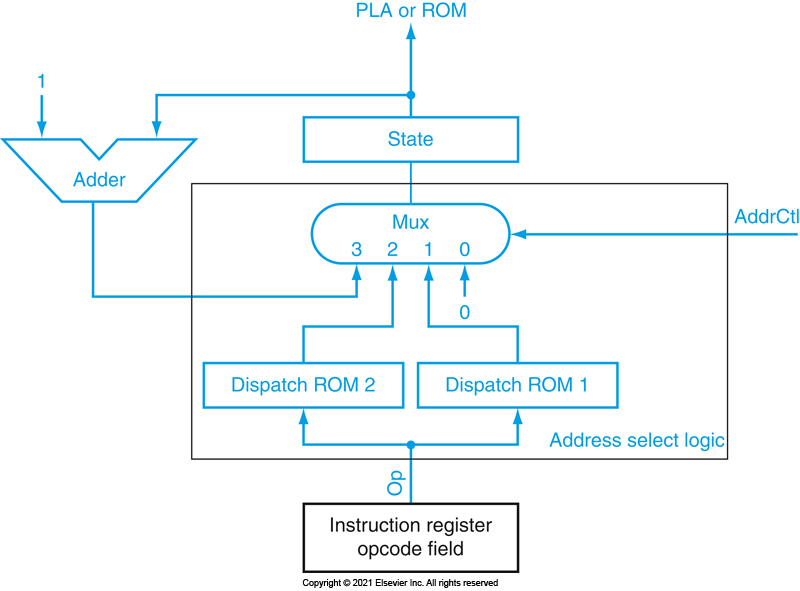 PLA or ROM
1
State
Adder
Mux
AddrCtl
3 2 1 0
0
Dispatch ROM 2
Dispatch ROM 1
Address select logic
Op
Instruction register
opcode field
Copyright © 2021 Elsevier Inc. All rights reserved